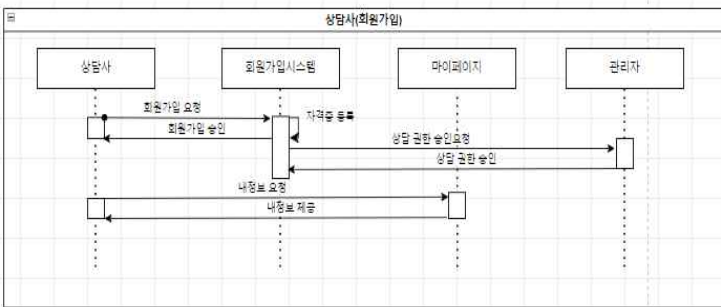 상담사(회원가입)
상담사
회원가입시스템
마이페이지
관리자
회원가입 요청
자격증 등록
회원가입 승인
상담 권한 승인요청
상담 권한 승인
내정보 요청
내정보 제공